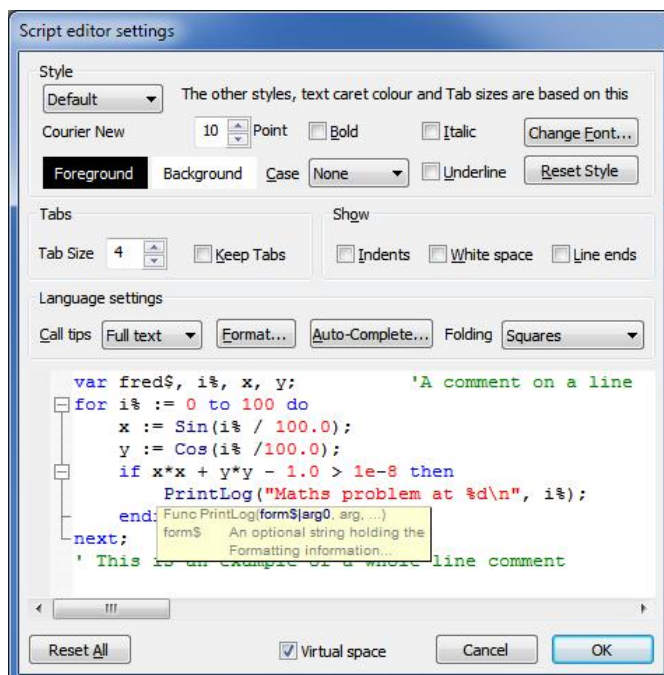 Script editor settings
Style
Default The other styles, text caret colour and Tab sizes are based on this
Courier New 10 Point Bold Italic Change Font...
Foreground Background Case None Underline Reset Style
Tabs Show
Tab Size 4 Keep Tabs Indents White space Line ends
Language settings
Call tips Full text Format... Auto-Complete... Folding Squares
var fred$, i%, x, y; 'A comment on a line
for i% := 0 to 100 do
x := Sin(i% / 100.0);
y := Cos(i% /100.0);
if x*x + y*y - 1.0 > 1e-8 then
PrintLog("Maths problem at %d\n", i%);
end Func PrintLog(form$|arg0, arg, ...)
form$ An optional string holding the
next; Formatting information...
' This line comment
Reset All Virtual space Cancel OK